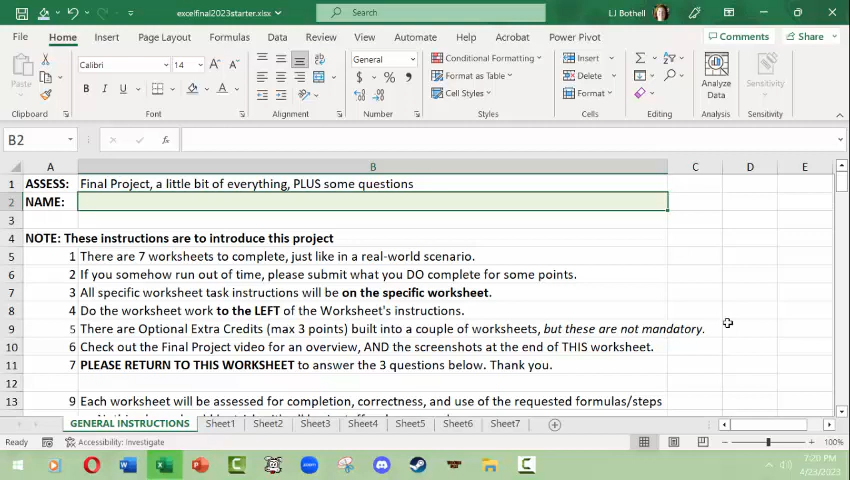 excelfinal2023starter.xlsx
Search
LJ Bothell
File Home Insert Page Layout Formulas Data Review View Automate Help Acrobat Power Pivot
Comments Share
Paste
Calibri 14
B I U
General
$ % ,
Conditional Formatting
Format as Table
Cell Styles
Insert
Delete
Format
Analyze
Data
Sensitivity
Clipboard Font Alignment Number Styles Cells Editing Analysis Sensitivity
B2 fx
A B C D E
1 ASSESS: Final Project, a little bit of everything, PLUS some questions
2 NAME:
3
4 NOTE: These instructions are to introduce this project
5 1 There are 7 worksheets to complete, just like in a real-world scenario.
6 2 If you somehow run out of time, please submit what you DO complete for some points.
7 3 All specific worksheet task instructions will be on the specific worksheet.
8 4 Do the worksheet work to the LEFT of the Worksheet's instructions.
9 5 There are Optional Extra Credits (max 3 points) built into a couple of worksheets, but these are not mandatory.
10 6 Check out the Final Project video for an overview, AND the screenshots at the end of THIS worksheet.
11 7 PLEASE RETURN TO THIS WORKSHEET to answer the 3 questions below. Thank you.
12
13 9 Each worksheet will be assessed for completion, correctness, and use of the requested formulas/steps
GENERAL INSTRUCTIONS Sheet1 Sheet2 Sheet3 Sheet4 Sheet5 Sheet6 Sheet7
Ready Accessibility: Investigate 100%
7:20 PM
4/23/2023